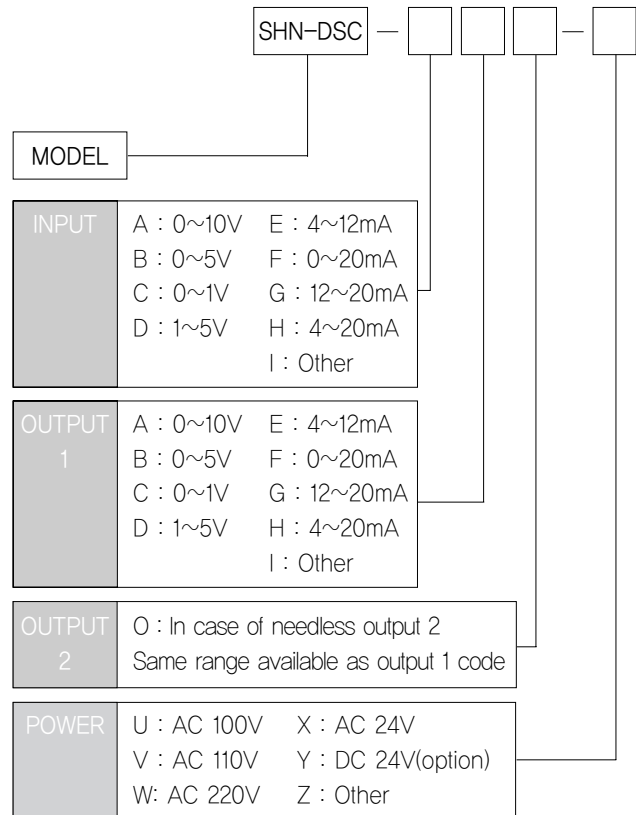 SHN-DSC — —
MODEL
INPUT
A : 0~10V E : 4~12mA
B : 0~5V F : 0~20mA
C : 0~1V G : 12~20mA
D : 1~5V H : 4~20mA
I : Other
OUTPUT 1
A : 0~10V E : 4~12mA
B : 0~5V F : 0~20mA
C : 0~1V G : 12~20mA
D : 1~5V H : 4~20mA
I : Other
OUTPUT 2
O : In case of needless output 2
Same range available as output 1 code
POWER
U : AC 100V X : AC 24V
V : AC 110V Y : DC 24V(option)
W: AC 220V Z : Other